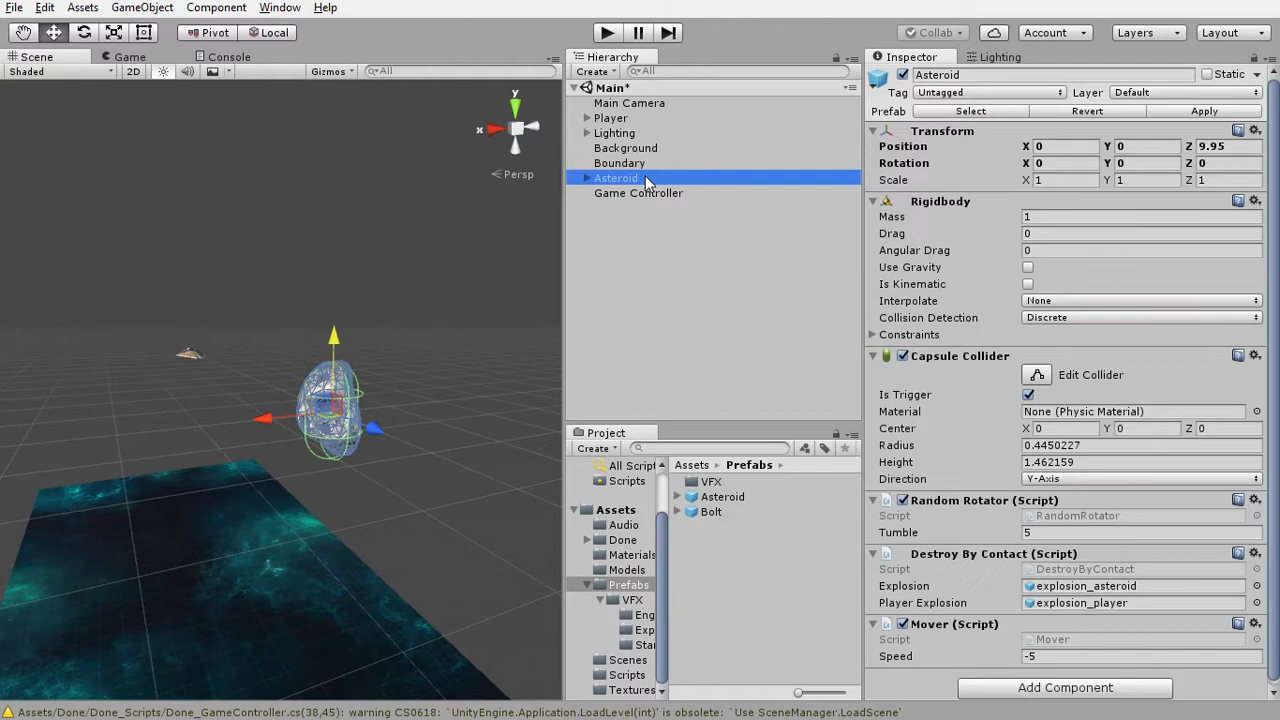 File Edit Assets GameObject Component Window Help
Pivot Local Collab Account Layers Layout
Scene Game Console
Shaded 2D Gizmos All
y
x
Persp
Hierarchy
Create All
Main*
Main Camera
Player
Lighting
Background
Boundary
Asteroid
Game Controller
Project
Create
All Script
Scripts
Assets
Audio
Done
Materials
Models
Prefabs
VFX
Eng
Exp
Star
Scenes
Scripts
Textures
Assets Prefabs
VFX
Asteroid
Bolt
Inspector Lighting
Asteroid Static
Tag Untagged Layer Default
Prefab Select Revert Apply
Transform
Position X 0 Y 0 Z 9.95
Rotation X 0 Y 0 Z 0
Scale X 1 Y 1 Z 1
Rigidbody
Mass 1
Drag 0
Angular Drag 0
Use Gravity
Is Kinematic
Interpolate None
Collision Detection Discrete
Constraints
Capsule Collider
Edit Collider
Is Trigger
Material None (Physic Material)
Center X 0 Y 0 Z 0
Radius 0.4450227
Height 1.462159
Direction Y-Axis
Random Rotator (Script)
Script RandomRotator
Tumble 5
Destroy By Contact (Script)
Script DestroyByContact
Explosion explosion_asteroid
Player Explosion explosion_player
Mover (Script)
Script Mover
Speed -5
Add Component
Assets/Done/Done_Scripts/Done_GameController.cs(38,45): warning CS0618: `UnityEngine.Application.LoadLevel(int)' is obsolete: `Use SceneManager.LoadScene'